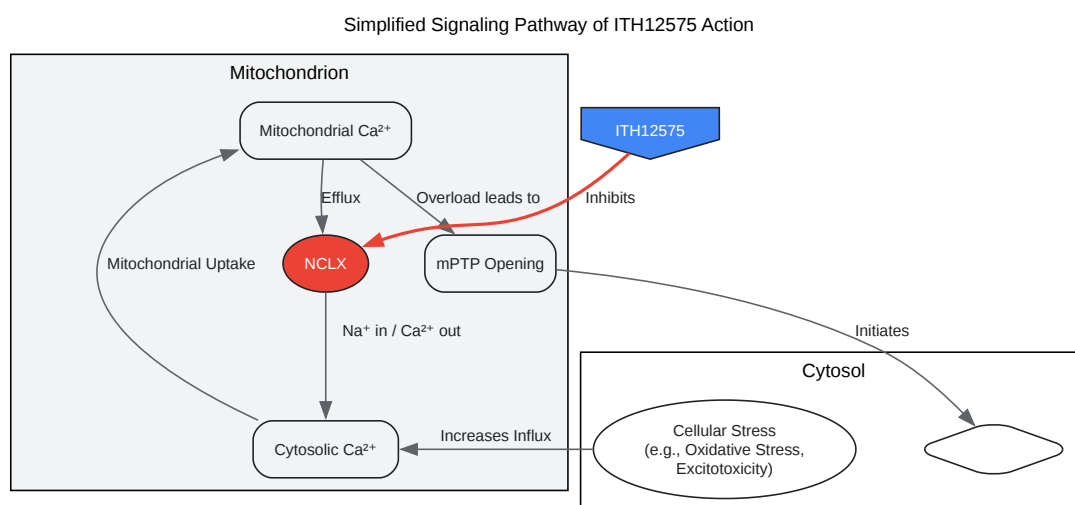 Simplified Signaling Pathway of ITH12575 Action
Mitochondrion
Mitochondrial Ca²⁺
ITH12575
Efflux
Overload leads to
Inhibits
Mitochondrial Uptake
NCLX
mPTP Opening
Na⁺ in / Ca²⁺ out
Initiates
Cytosol
Cellular Stress
(e.g., Oxidative Stress,
Excitotoxicity)
Increases Influx
Cytosolic Ca²⁺